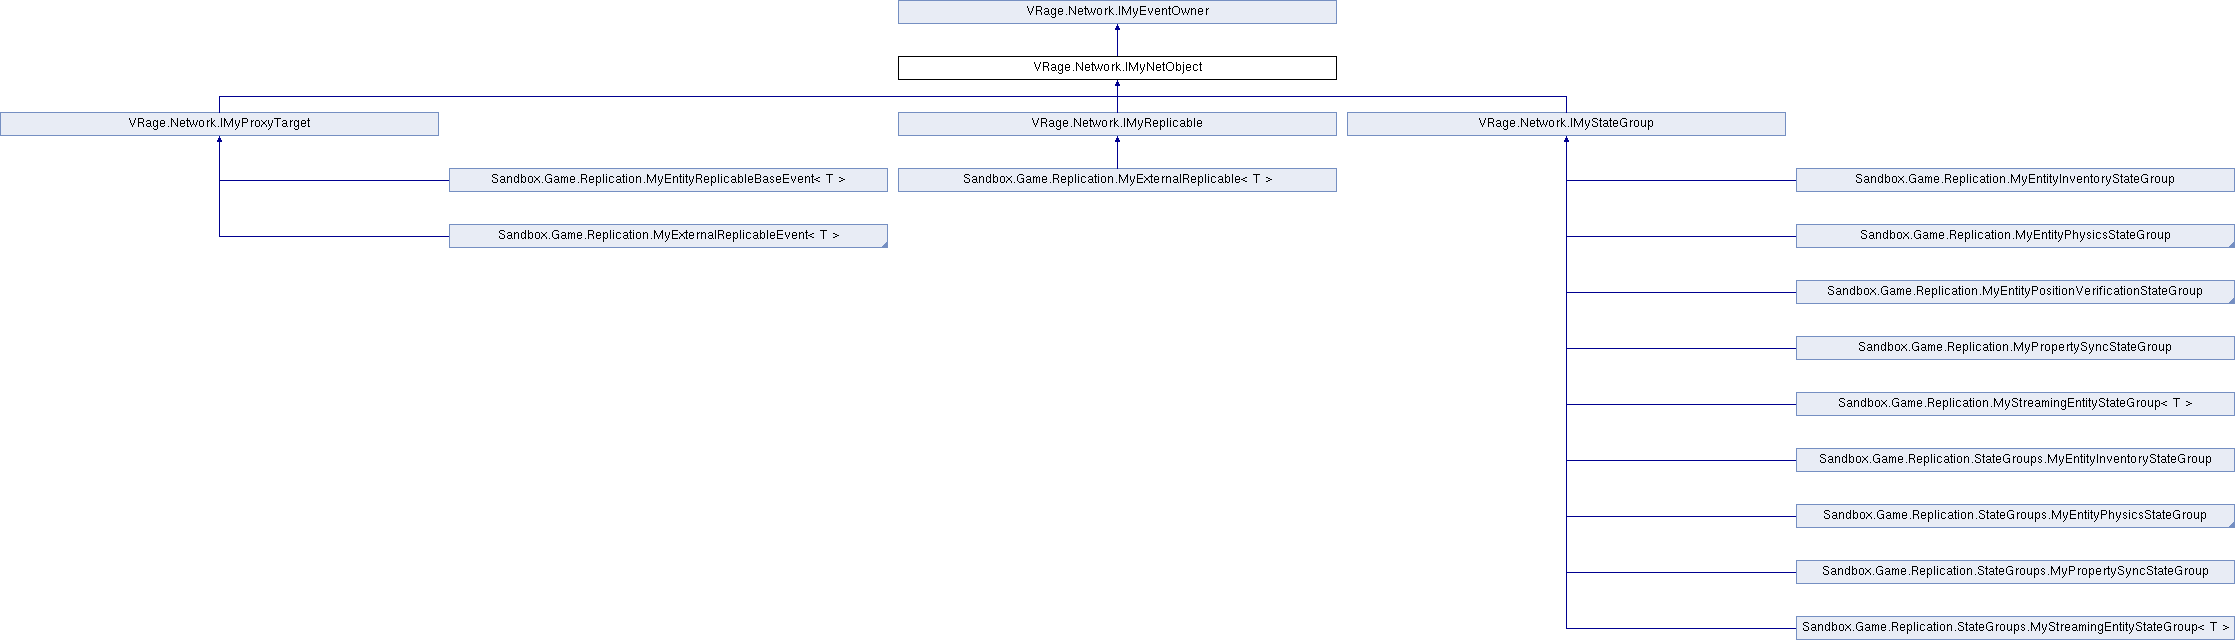 VRage.Network.IMyEventOwner
VRage.Network.IMyNetObject
VRage.Network.IMyProxyTarget
VRage.Network.IMyReplicable
VRage.Network.IMyStateGroup
Sandbox.Game.Replication.MyEntityReplicableBaseEvent< T >
Sandbox.Game.Replication.MyExternalReplicable< T >
Sandbox.Game.Replication.MyEntityInventoryStateGroup
Sandbox.Game.Replication.MyExternalReplicableEvent< T >
Sandbox.Game.Replication.MyEntityPhysicsStateGroup
Sandbox.Game.Replication.MyEntityPositionVerificationStateGroup
Sandbox.Game.Replication.MyPropertySyncStateGroup
Sandbox.Game.Replication.MyStreamingEntityStateGroup< T >
Sandbox.Game.Replication.StateGroups.MyEntityInventoryStateGroup
Sandbox.Game.Replication.StateGroups.MyEntityPhysicsStateGroup
Sandbox.Game.Replication.StateGroups.MyPropertySyncStateGroup
Sandbox.Game.Replication.StateGroups.MyStreamingEntityStateGroup< T >